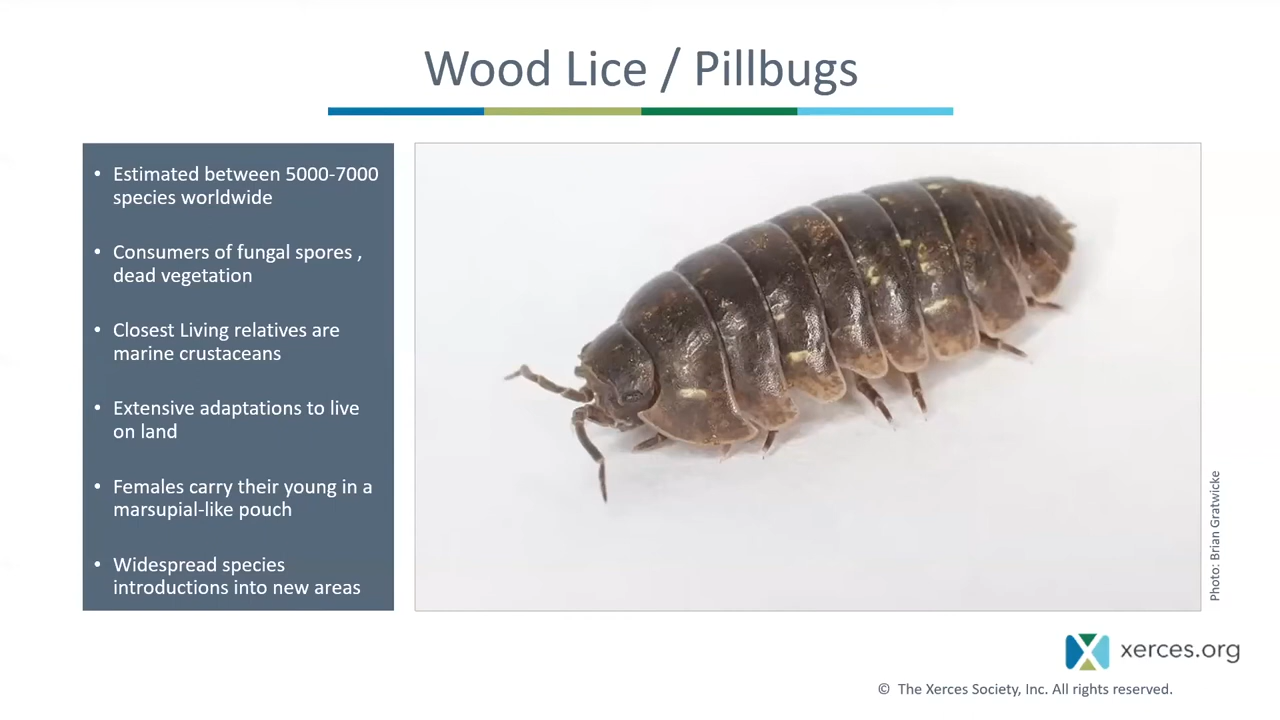 Wood Lice / Pillbugs
• Estimated between 5000-7000
species worldwide
• Consumers of fungal spores ,
dead vegetation
• Closest Living relatives are
marine crustaceans
• Extensive adaptations to live
on land
• Females carry their young in a
marsupial-like pouch
• Widespread species
introductions into new areas
Photo: Brian Gratwicke
xerces.org
© The Xerces Society, Inc. All rights reserved.